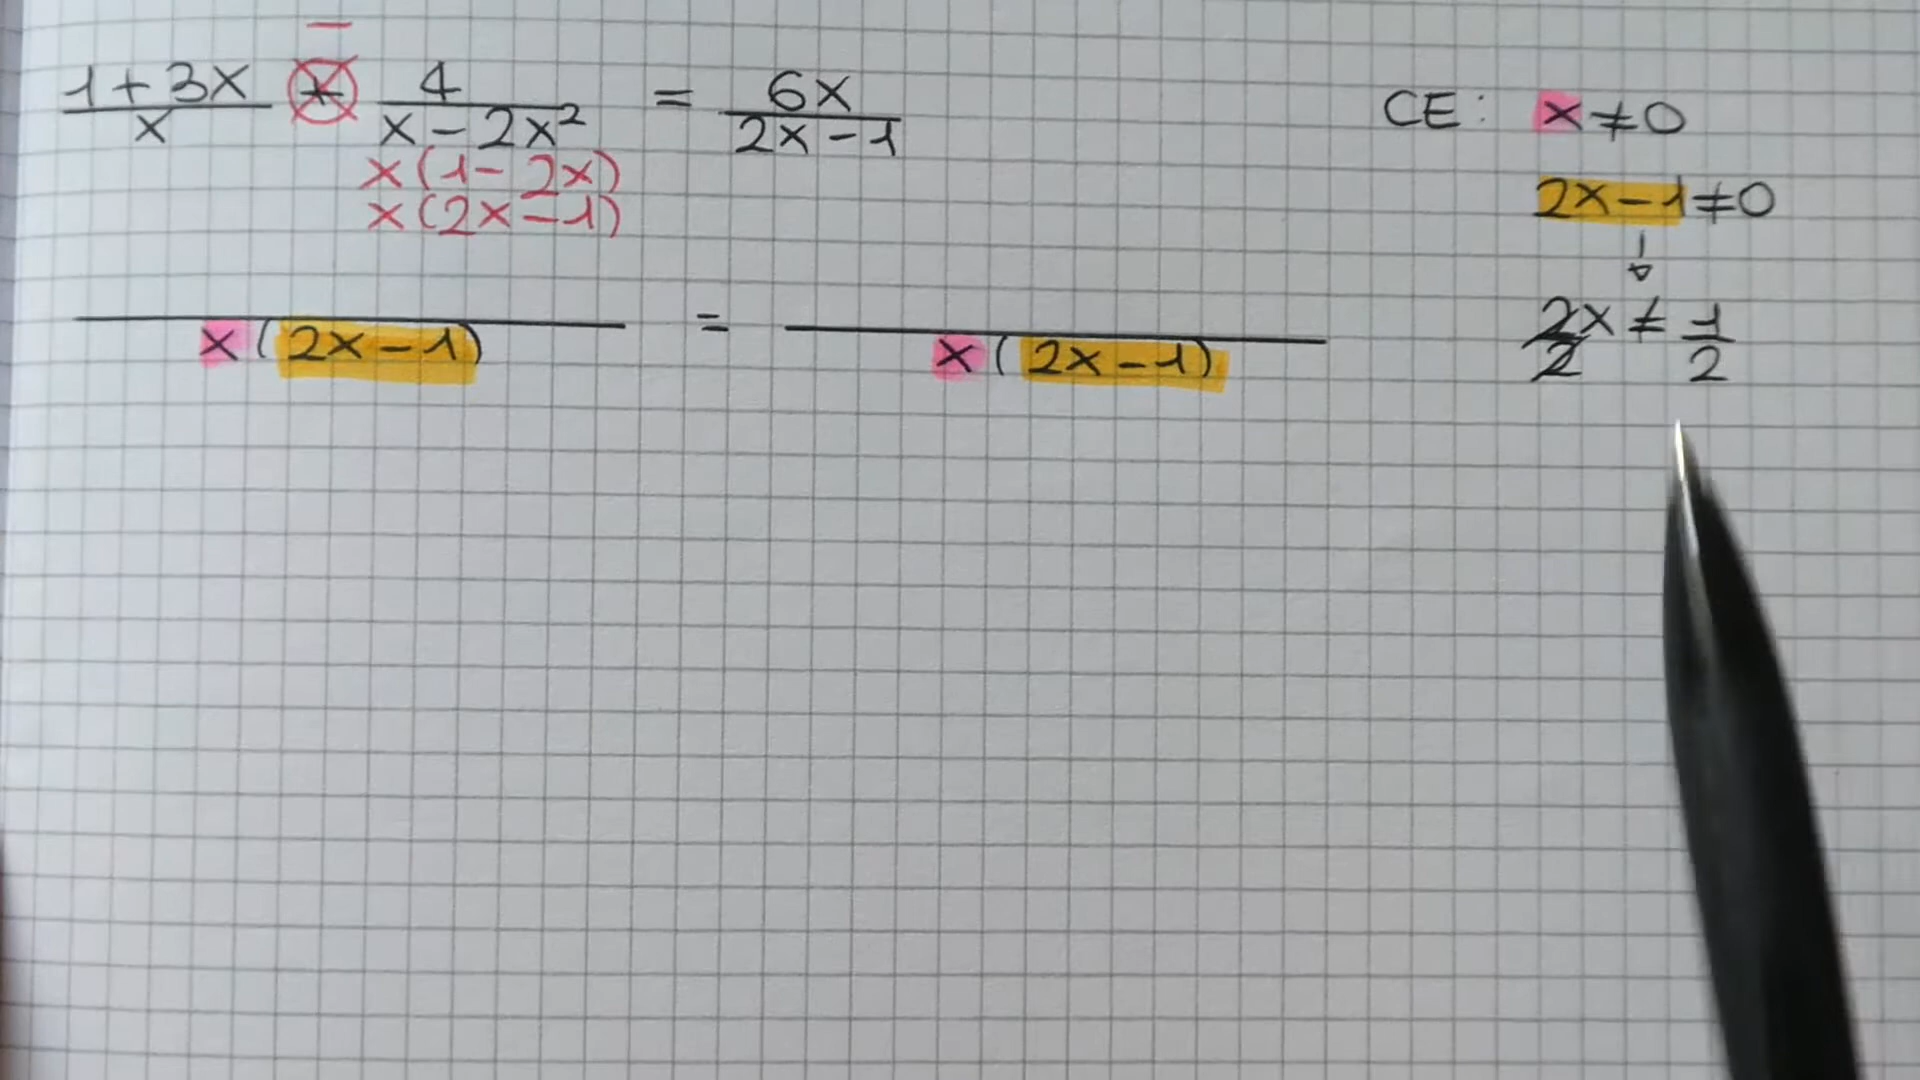 1+3x/x + − 4/x−2x² = 6x/2x−1
x(1−2x)
x(2x−1)
x(2x−1) = x(2x−1)
CE: x≠0
2x−1≠0
2x/2 ≠ 1/2